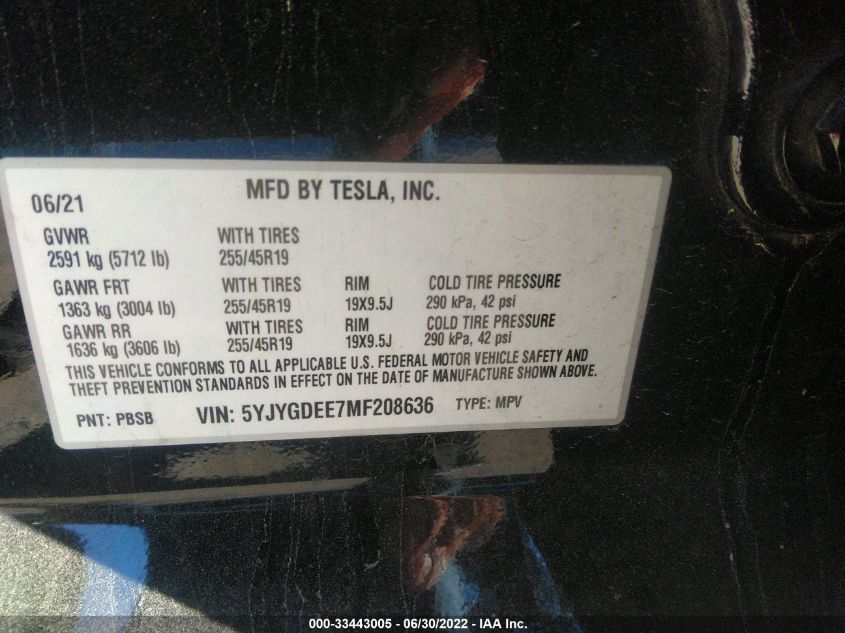 06/21 MFD BY TESLA, INC.
GVWR WITH TIRES
2591 kg (5712 lb) 255/45R19
GAWR FRT WITH TIRES RIM COLD TIRE PRESSURE
1363 kg (3004 lb) 255/45R19 19X9.5J 290 kPa, 42 psi
GAWR RR WITH TIRES RIM COLD TIRE PRESSURE
1636 kg (3606 lb) 255/45R19 19X9.5J 290 kPa, 42 psi
THIS VEHICLE CONFORMS TO ALL APPLICABLE U.S. FEDERAL MOTOR VEHICLE SAFETY AND
THEFT PREVENTION STANDARDS IN EFFECT ON THE DATE OF MANUFACTURE SHOWN ABOVE.
PNT: PBSB VIN: 5YJYGDEE7MF208636 TYPE: MPV
000-33443005 - 06/30/2022 - IAA Inc.